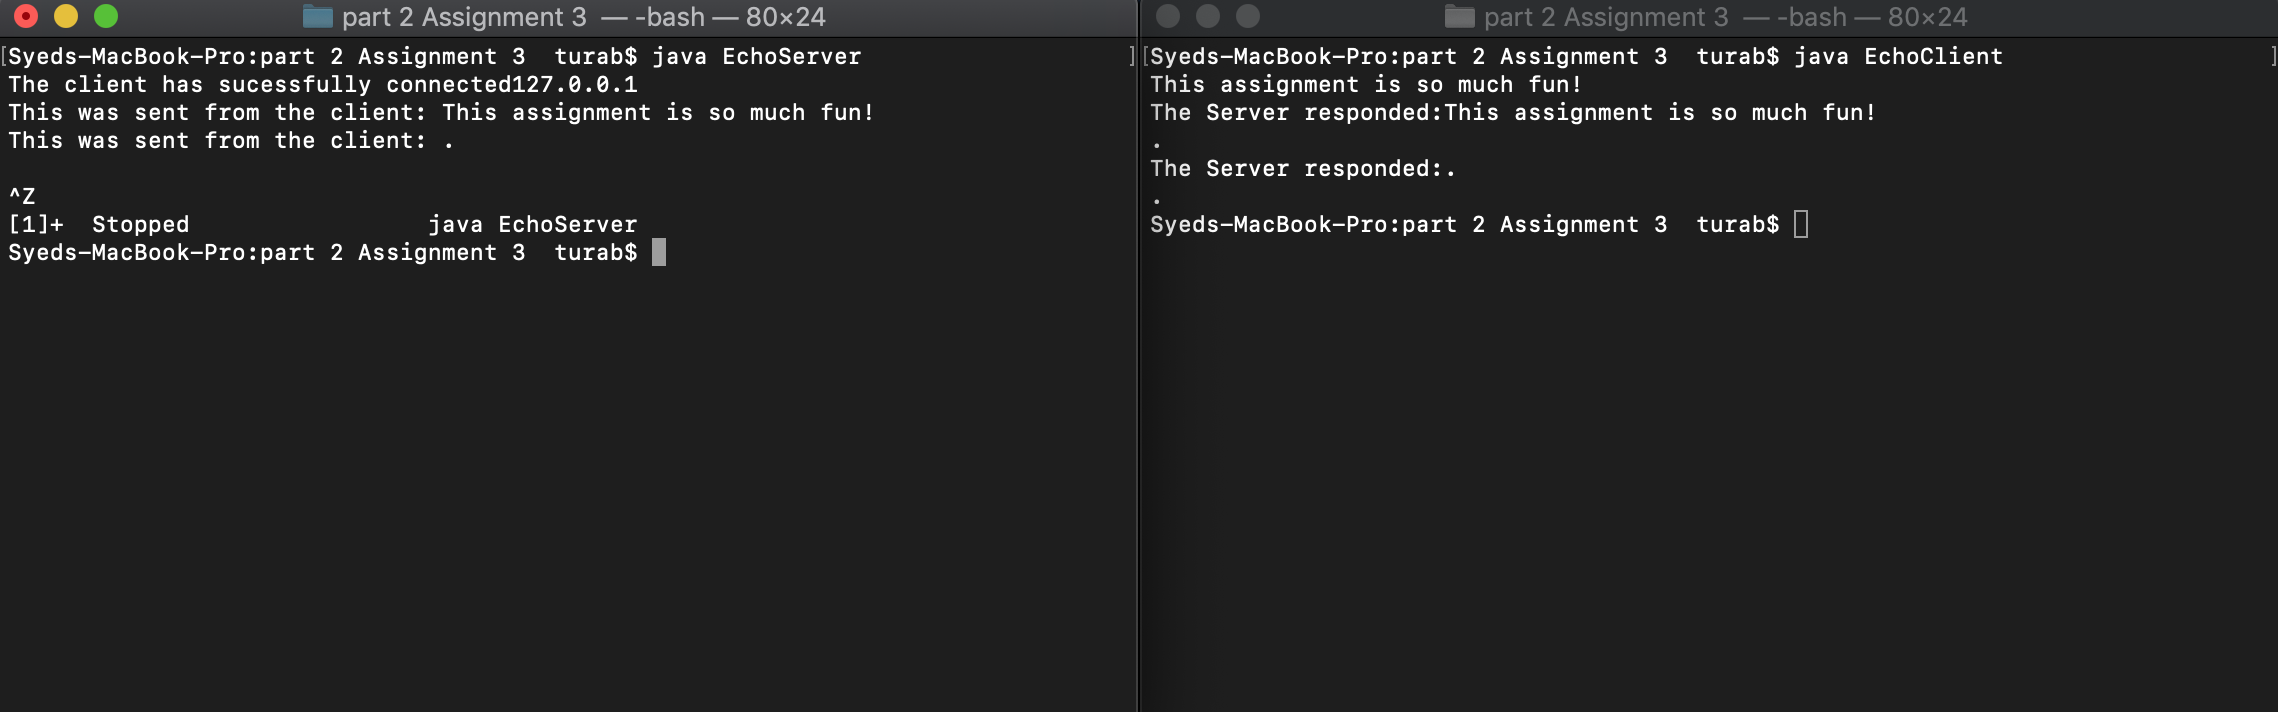 part 2 Assignment 3 — -bash — 80×24
[Syeds-MacBook-Pro:part 2 Assignment 3  turab$ java EchoServer ]
The client has sucessfully connected127.0.0.1
This was sent from the client: This assignment is so much fun!
This was sent from the client: .
^Z
[1]+  Stopped                 java EchoServer
Syeds-MacBook-Pro:part 2 Assignment 3  turab$
part 2 Assignment 3 — -bash — 80×24
[Syeds-MacBook-Pro:part 2 Assignment 3  turab$ java EchoClient ]
This assignment is so much fun!
The Server responded:This assignment is so much fun!
.
The Server responded:.
.
Syeds-MacBook-Pro:part 2 Assignment 3  turab$